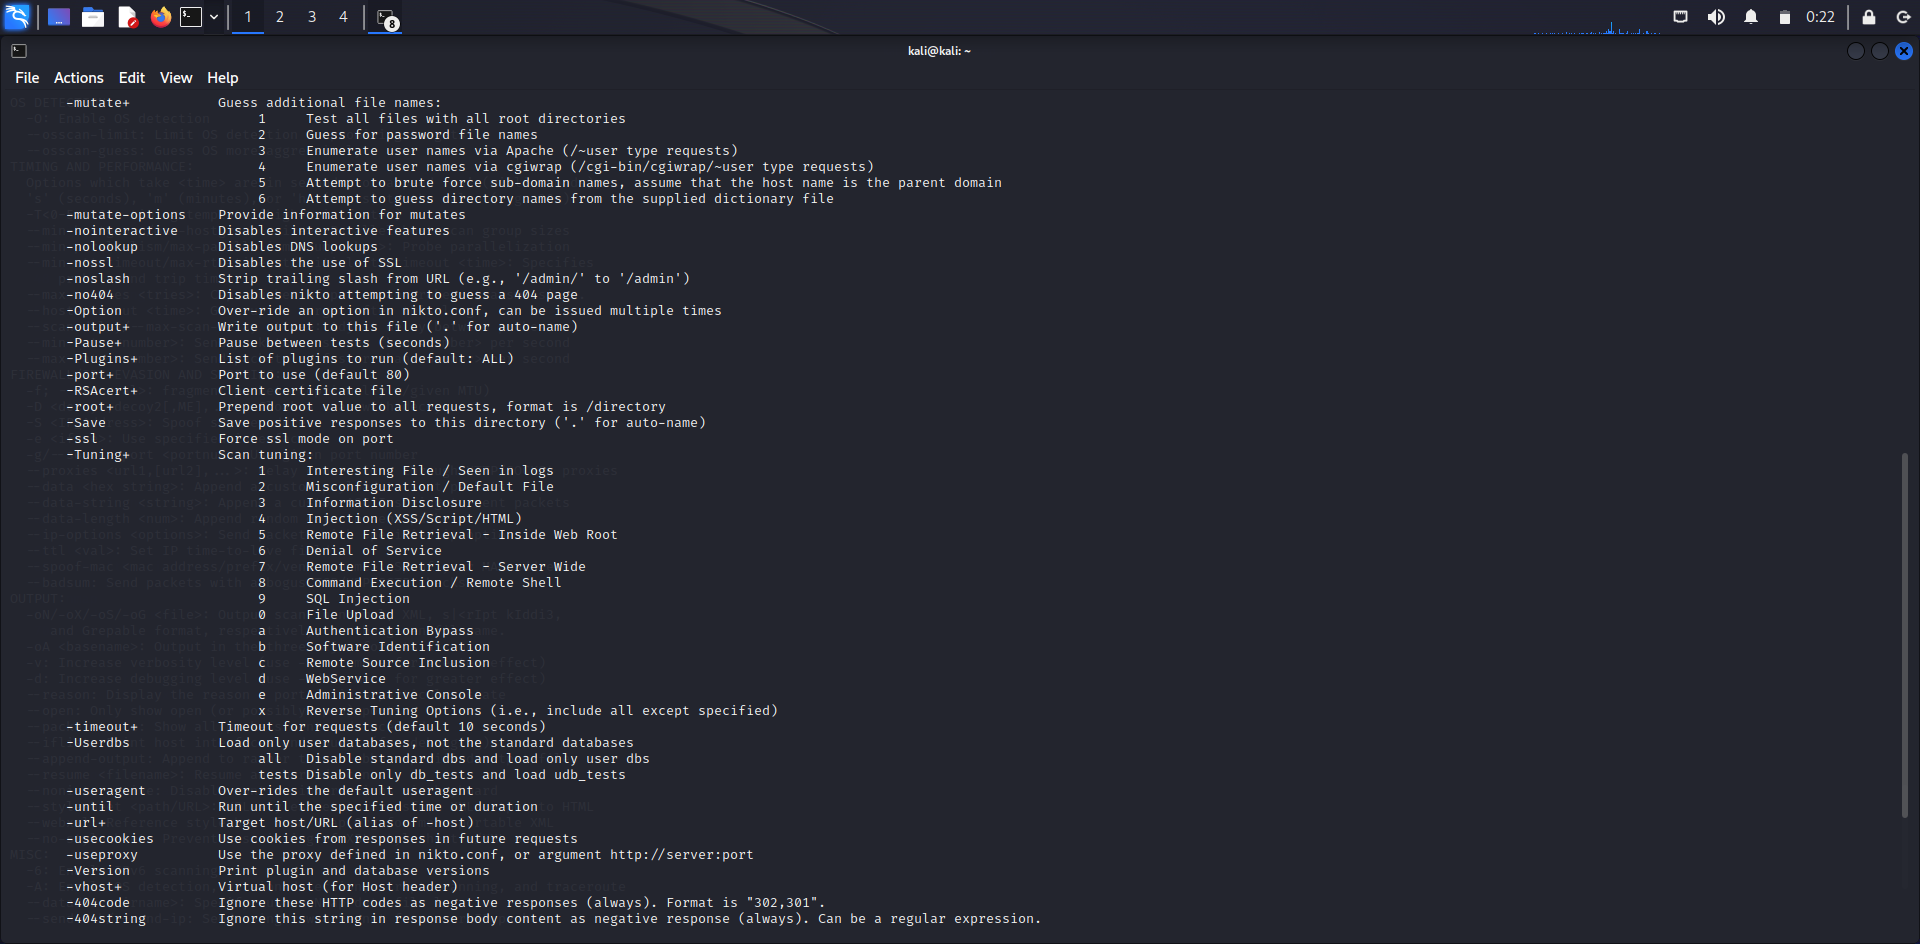 1 2 3 4 8 0:22
kali@kali: ~
File Actions Edit View Help
-mutate+ Guess additional file names:
1 Test all files with all root directories
2 Guess for password file names
3 Enumerate user names via Apache (/~user type requests)
4 Enumerate user names via cgiwrap (/cgi-bin/cgiwrap/~user type requests)
5 Attempt to brute force sub-domain names, assume that the host name is the parent domain
6 Attempt to guess directory names from the supplied dictionary file
-mutate-options Provide information for mutates
-nointeractive Disables interactive features
-nolookup Disables DNS lookups
-nossl Disables the use of SSL
-noslash Strip trailing slash from URL (e.g., '/admin/' to '/admin')
-no404 Disables nikto attempting to guess a 404 page
-Option Over-ride an option in nikto.conf, can be issued multiple times
-output+ Write output to this file ('.' for auto-name)
-Pause+ Pause between tests (seconds)
-Plugins+ List of plugins to run (default: ALL)
-port+ Port to use (default 80)
-RSAcert+ Client certificate file
-root+ Prepend root value to all requests, format is /directory
-Save Save positive responses to this directory ('.' for auto-name)
-ssl Force ssl mode on port
-Tuning+ Scan tuning:
1 Interesting File / Seen in logs
2 Misconfiguration / Default File
3 Information Disclosure
4 Injection (XSS/Script/HTML)
5 Remote File Retrieval - Inside Web Root
6 Denial of Service
7 Remote File Retrieval - Server Wide
8 Command Execution / Remote Shell
9 SQL Injection
0 File Upload
a Authentication Bypass
b Software Identification
c Remote Source Inclusion
d WebService
e Administrative Console
x Reverse Tuning Options (i.e., include all except specified)
-timeout+ Timeout for requests (default 10 seconds)
-Userdbs Load only user databases, not the standard databases
all Disable standard dbs and load only user dbs
tests Disable only db_tests and load udb_tests
-useragent Over-rides the default useragent
-until Run until the specified time or duration
-url+ Target host/URL (alias of -host)
-usecookies Use cookies from responses in future requests
-useproxy Use the proxy defined in nikto.conf, or argument http://server:port
-Version Print plugin and database versions
-vhost+ Virtual host (for Host header)
-404code Ignore these HTTP codes as negative responses (always). Format is "302,301".
-404string Ignore this string in response body content as negative response (always). Can be a regular expression.